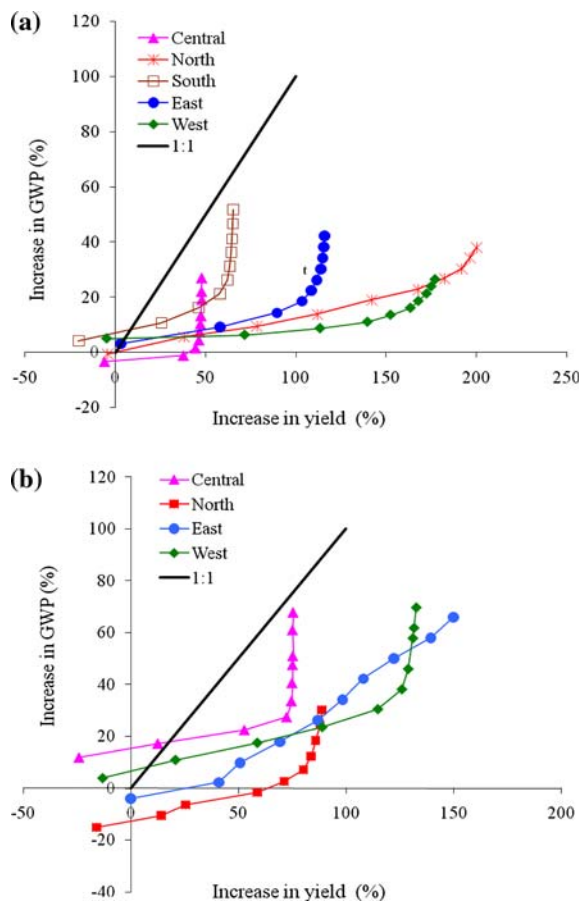 (a)
120
100
80
60
40
20
0
-20
Increase in GWP (%)
Central
North
South
East
West
1:1
t
-50 0 50 100 150 200 250
Increase in yield (%)
(b)
120
100
80
60
40
20
0
-20
-40
Increase in GWP (%)
Central
North
East
West
1:1
-50 0 50 100 150 200
Increase in yield (%)